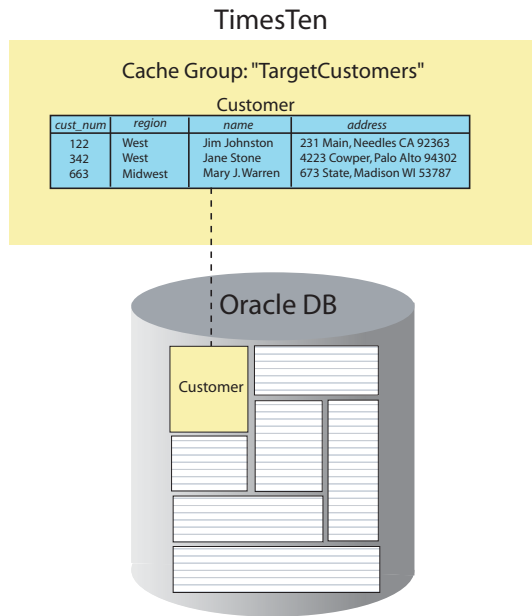 TimesTen
Cache Group: "TargetCustomers"
Customer
cust_num region name address
122 West Jim Johnston 231 Main, Needles CA 92363
342 West Jane Stone 4223 Cowper, Palo Alto 94302
663 Midwest Mary J. Warren 673 State, Madison WI 53787
Oracle DB
Customer